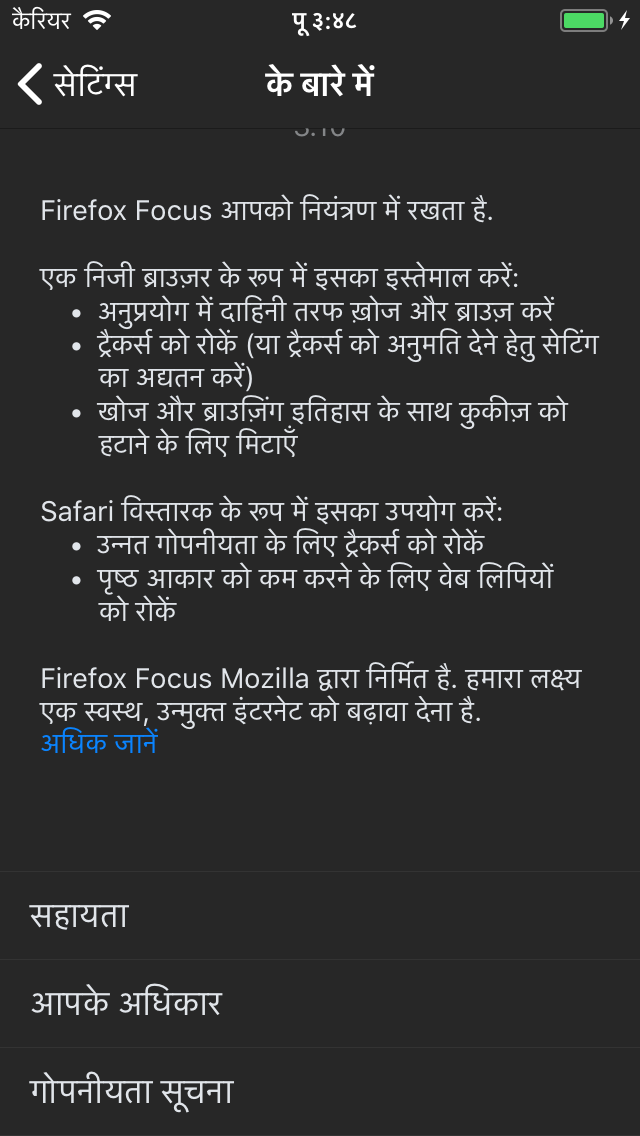 कैरियर पू ३:४८
सेटिंग्स के बारे में
Firefox Focus आपको नियंत्रण में रखता है.
एक निजी ब्राउज़र के रूप में इसका इस्तेमाल करें:
• अनुप्रयोग में दाहिनी तरफ ख़ोज और ब्राउज़ करें
• ट्रैकर्स को रोकें (या ट्रैकर्स को अनुमति देने हेतु सेटिंग
का अद्यतन करें)
• खोज और ब्राउज़िंग इतिहास के साथ कुकीज़ को
हटाने के लिए मिटाएँ
Safari विस्तारक के रूप में इसका उपयोग करें:
• उन्नत गोपनीयता के लिए ट्रैकर्स को रोकें
• पृष्ठ आकार को कम करने के लिए वेब लिपियों
को रोकें
Firefox Focus Mozilla द्वारा निर्मित है. हमारा लक्ष्य
एक स्वस्थ, उन्मुक्त इंटरनेट को बढ़ावा देना है.
अधिक जानें
सहायता
आपके अधिकार
गोपनीयता सूचना